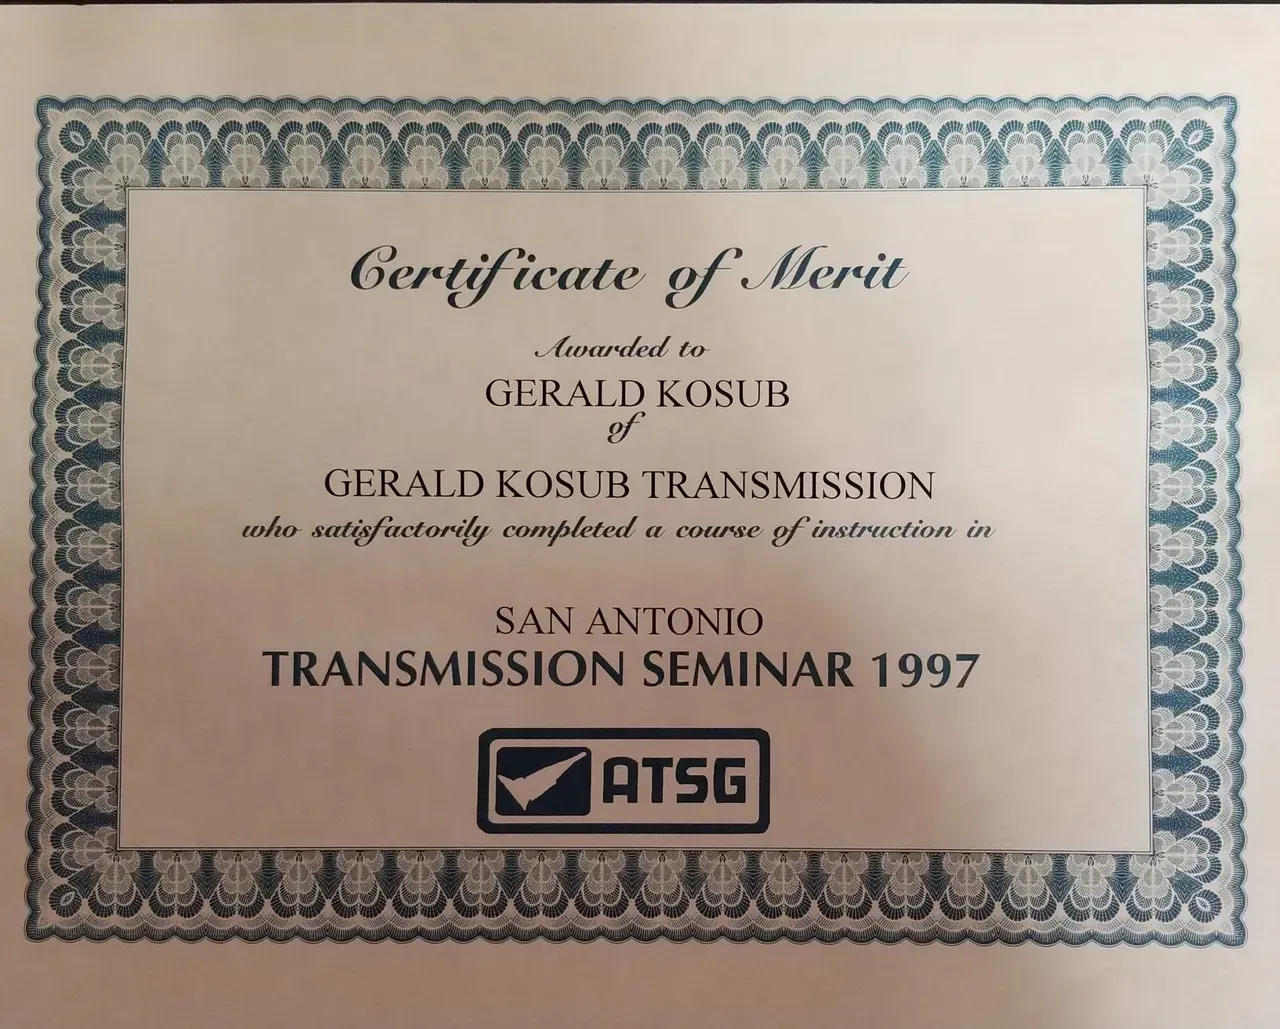 Certificate of Merit
Awarded to
GERALD KOSUB
of
GERALD KOSUB TRANSMISSION
who satisfactorily completed a course of instruction in
SAN ANTONIO
TRANSMISSION SEMINAR 1997
ATSG